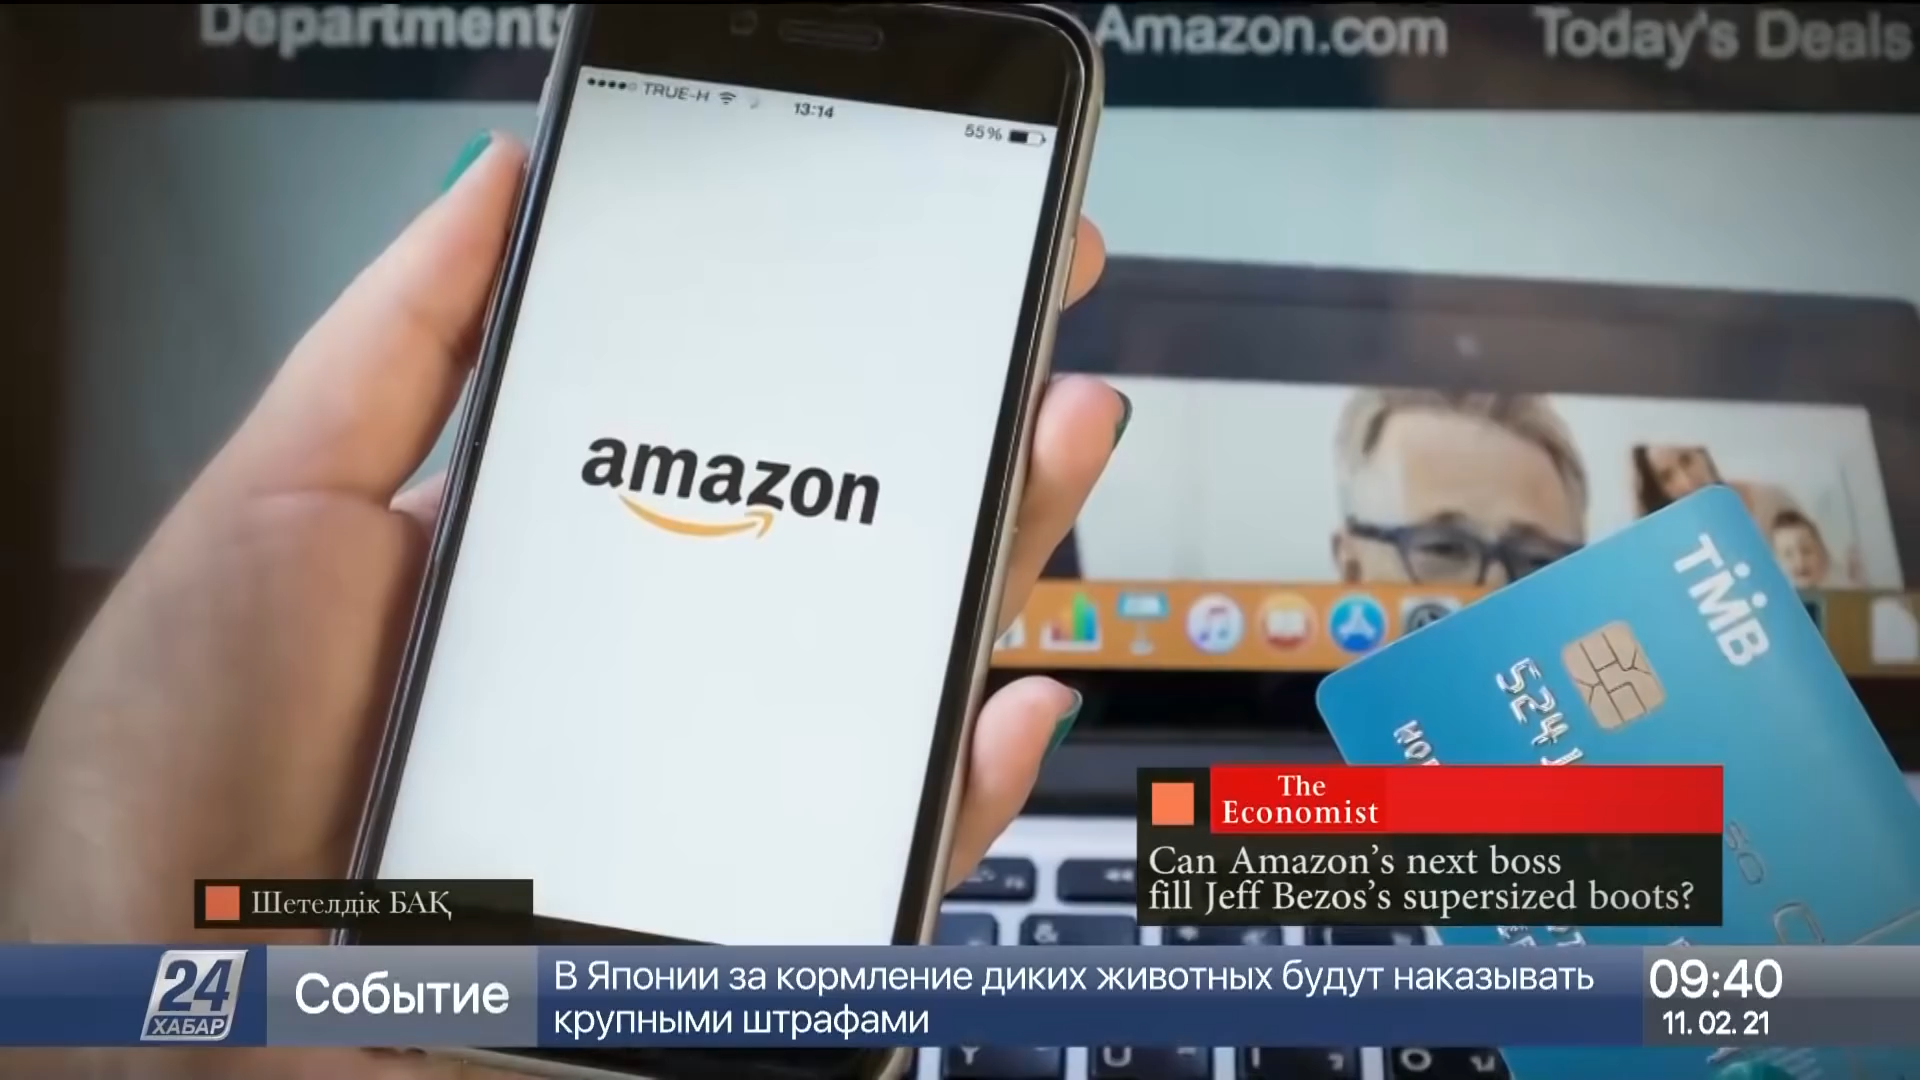 Departments
Amazon.com
Today's Deals
TRUE-H
13:14
55%
amazon
TMB
524
The
Economist
Can Amazon's next boss
fill Jeff Bezos's supersized boots?
Шетелдік БАҚ
24
ХАБАР
Событие
В Японии за кормление диких животных будут наказывать
крупными штрафами
09:40
11. 02. 21